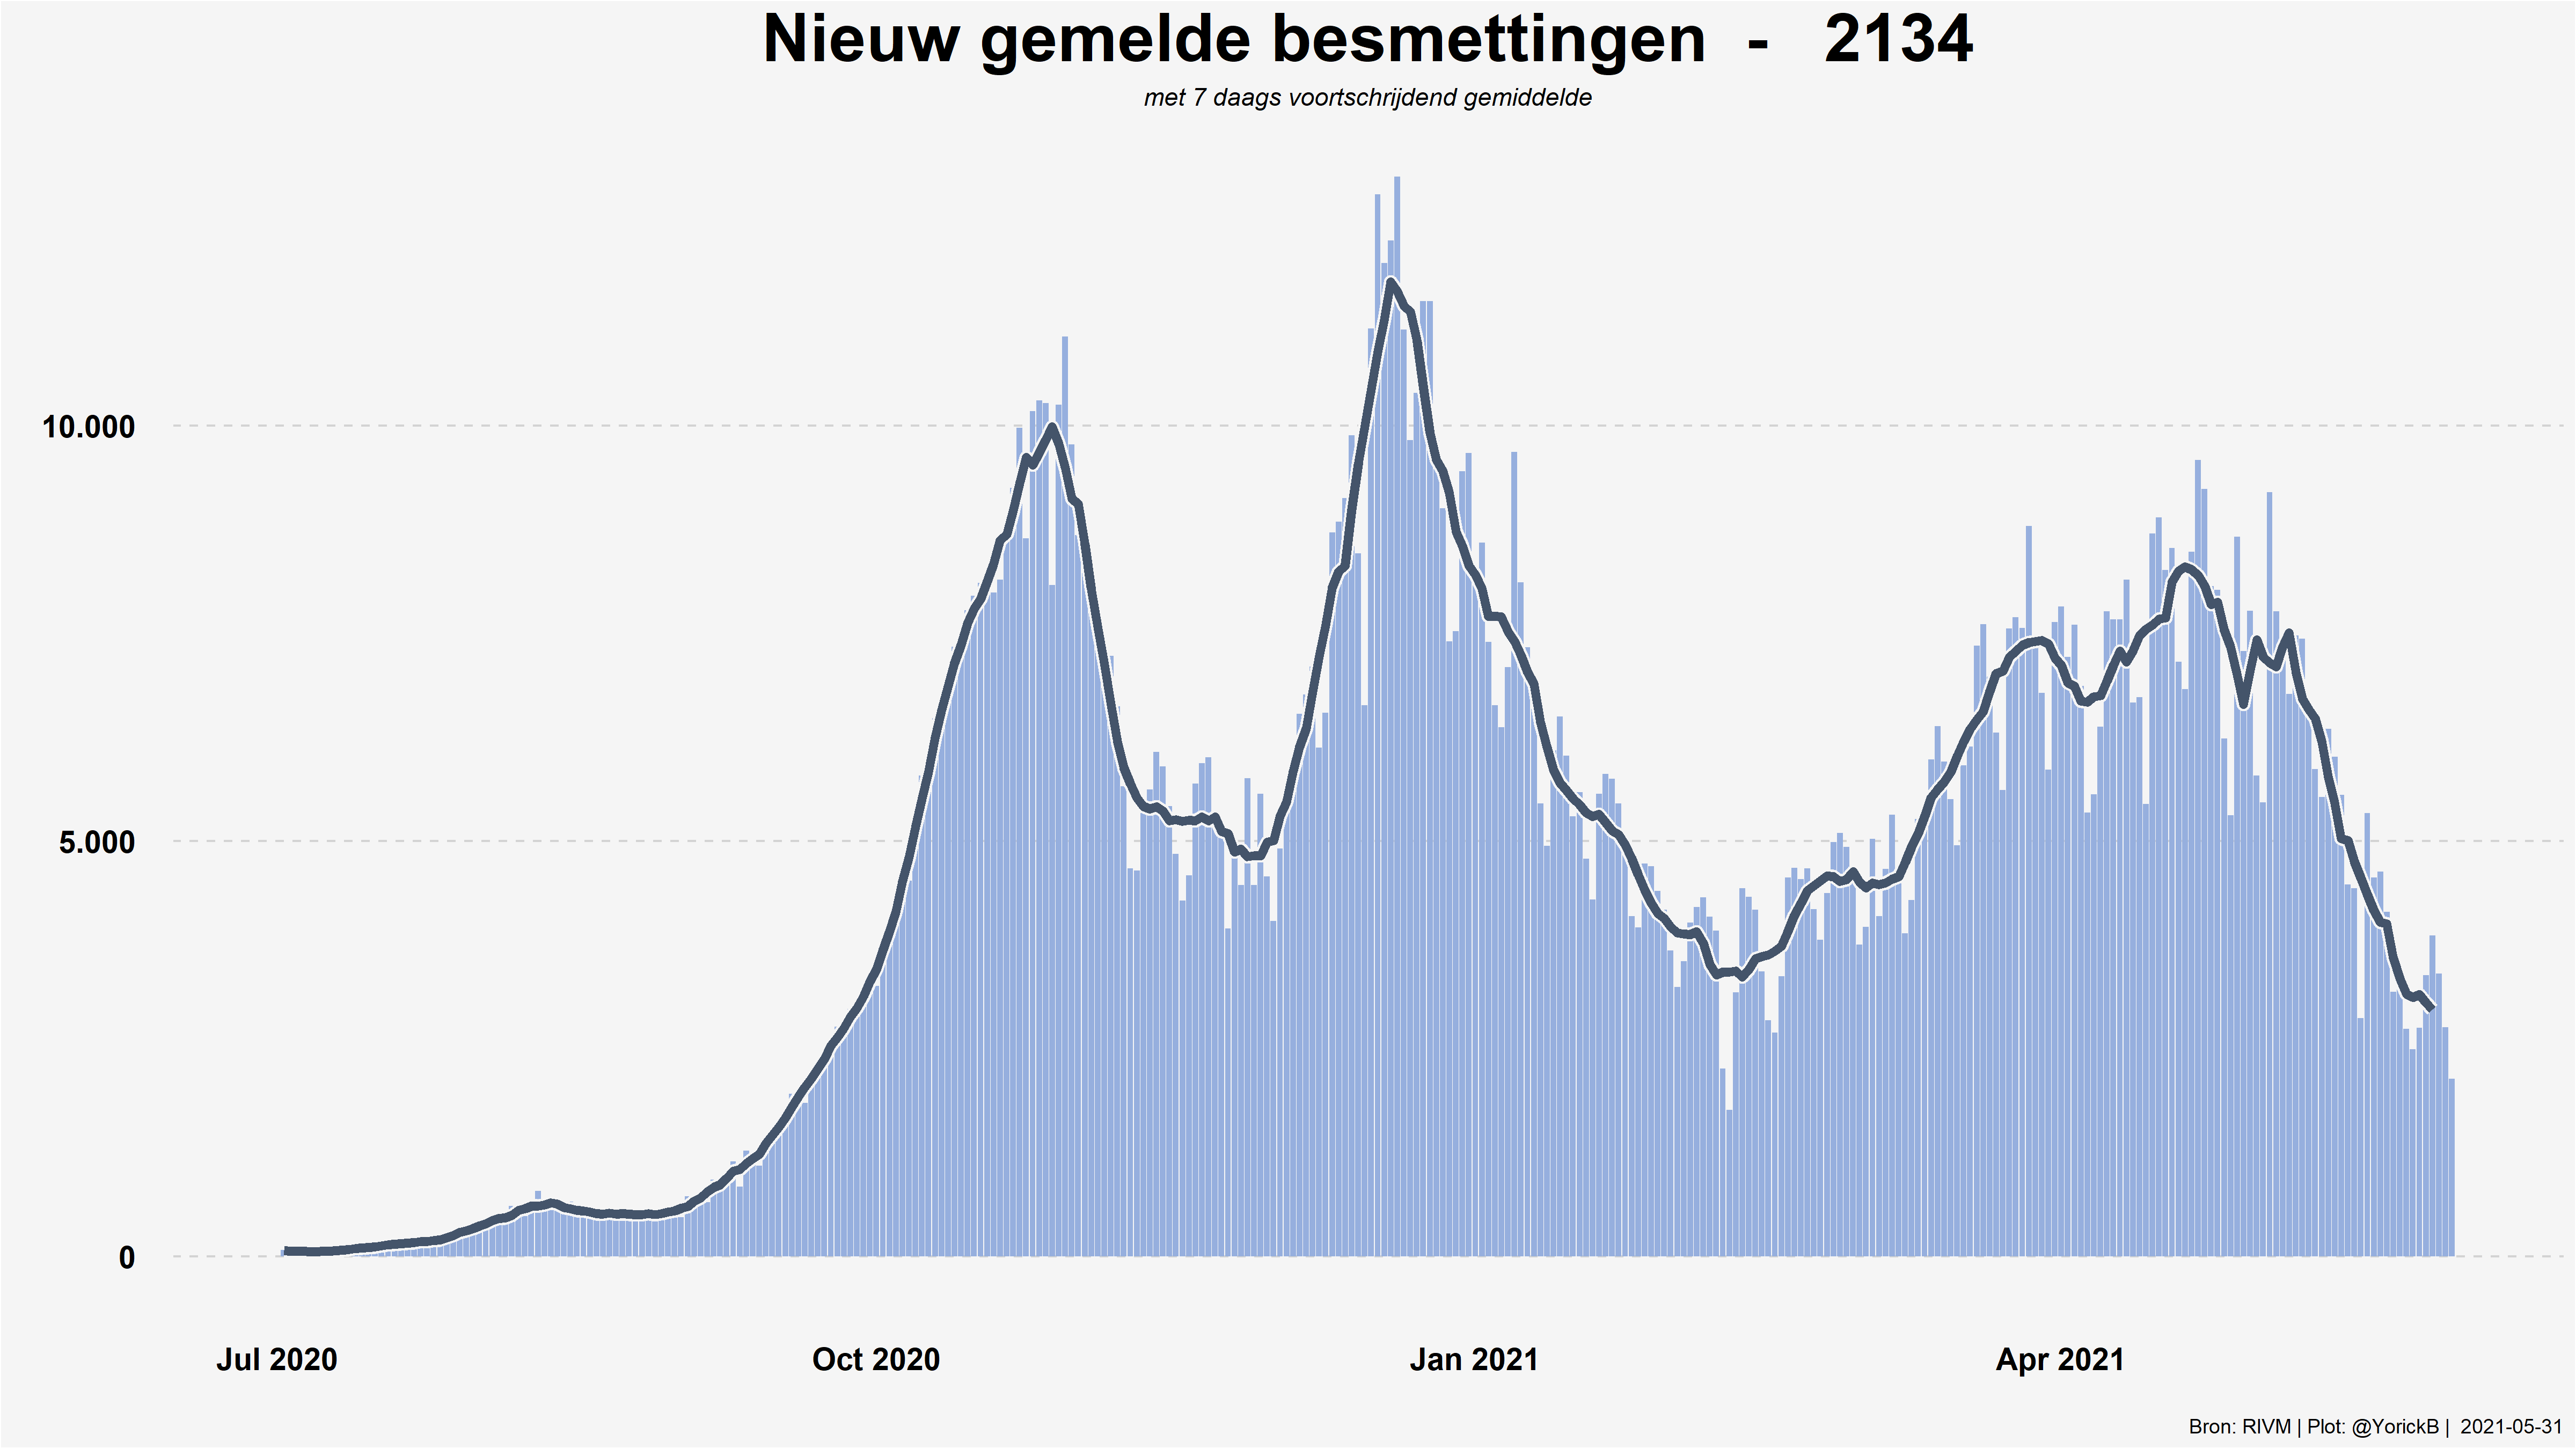 Nieuw gemelde besmettingen - 2134
met 7 daags voortschrijdend gemiddelde
10.000
5.000
0
Jul 2020 Oct 2020 Jan 2021 Apr 2021
Bron: RIVM | Plot: @YorickB | 2021-05-31